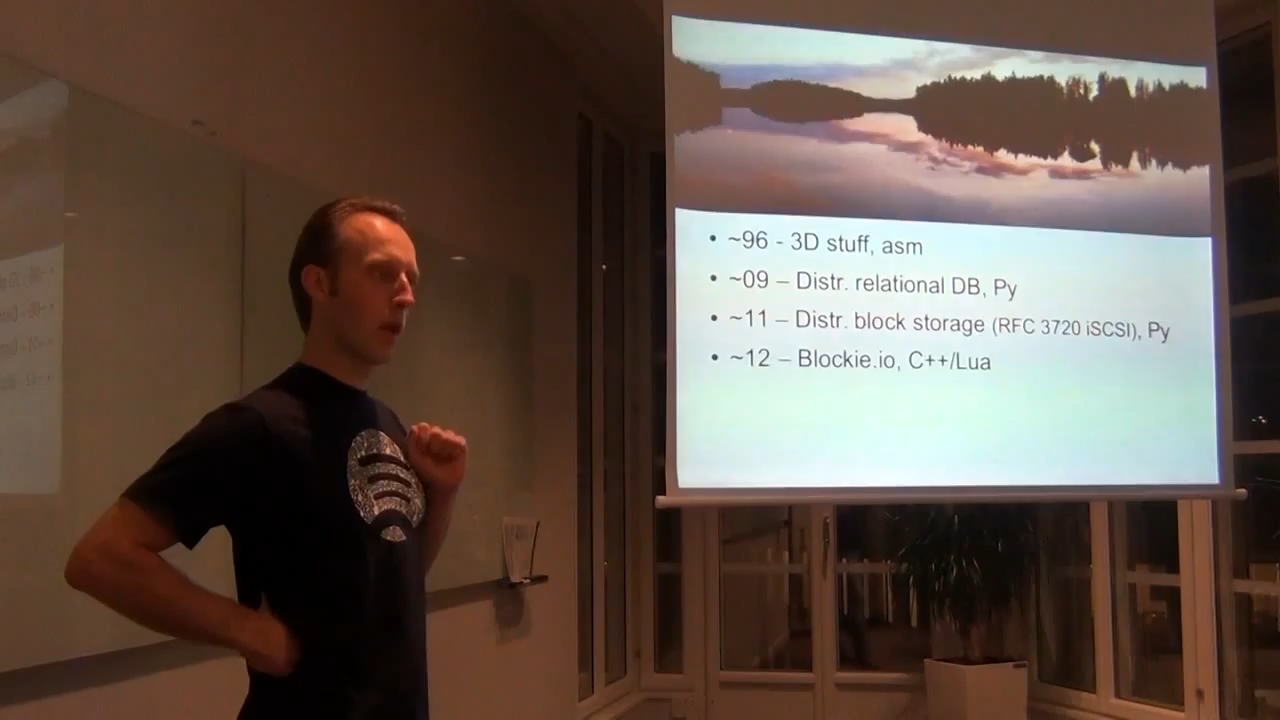 • ~96 - 3D stuff, asm
• ~09 – Distr. relational DB, Py
• ~11 – Distr. block storage (RFC 3720 iSCSI), Py
• ~12 – Blockie.io, C++/Lua